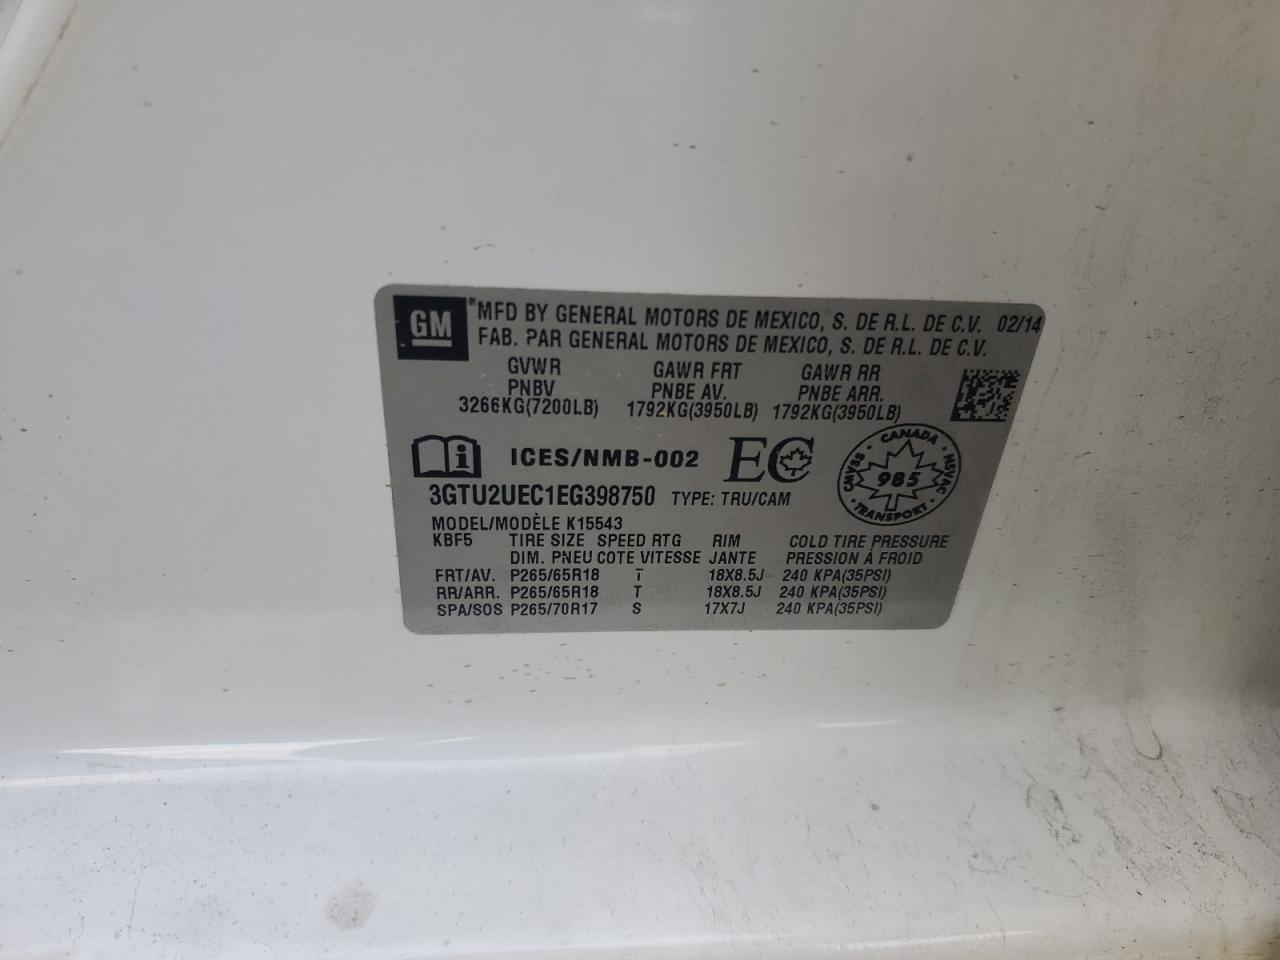 GM
®MFD BY GENERAL MOTORS DE MEXICO, S. DE R.L. DE C.V. 02/14
FAB. PAR GENERAL MOTORS DE MEXICO, S. DE R.L. DE C.V.
GVWR GAWR FRT GAWR RR
PNBV PNBE AV. PNBE ARR.
3266KG(7200LB) 1792KG(3950LB) 1792KG(3950LB)
i ICES/NMB-002 EC
CANADA
CMVSS 985 NSVAC
TRANSPORT
3GTU2UEC1EG398750 TYPE: TRU/CAM
MODEL/MODÈLE K15543
KBF5 TIRE SIZE SPEED RTG RIM COLD TIRE PRESSURE
DIM. PNEU COTE VITESSE JANTE PRESSION À FROID
FRT/AV. P265/65R18 T 18X8.5J 240 KPA(35PSI)
RR/ARR. P265/65R18 T 18X8.5J 240 KPA(35PSI)
SPA/SOS P265/70R17 S 17X7J 240 KPA(35PSI)